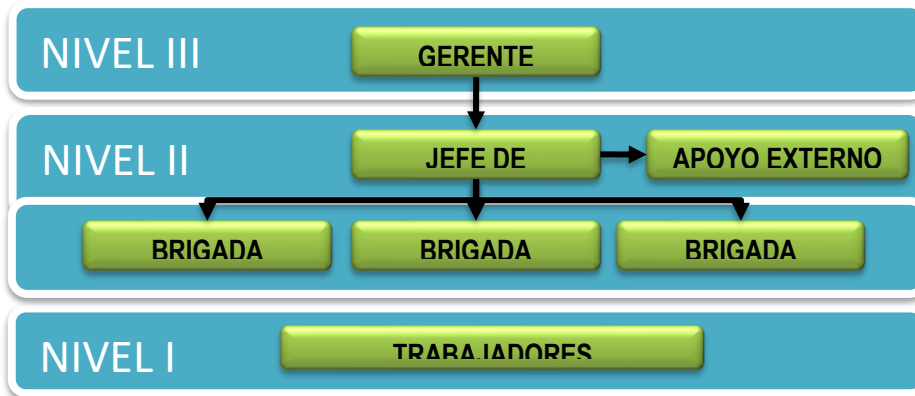 NIVEL III
GERENTE
NIVEL II
JEFE DE
APOYO EXTERNO
BRIGADA
BRIGADA
BRIGADA
NIVEL I
TRABAJADORES